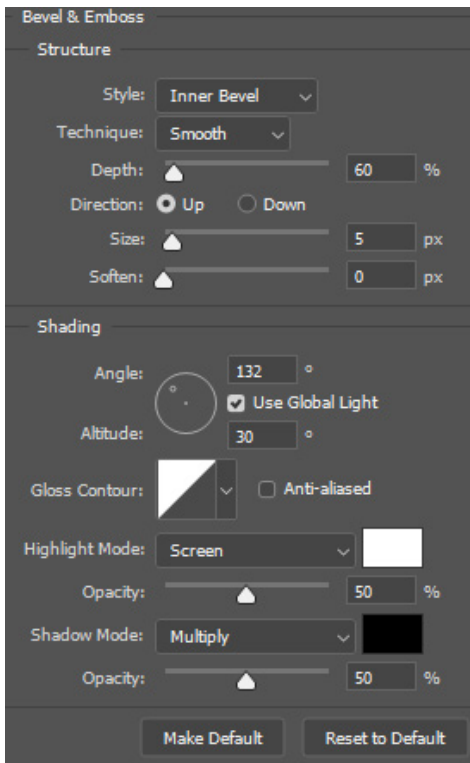 Bevel & Emboss
Structure
Style: Inner Bevel
Technique: Smooth
Depth: 60 %
Direction: Up Down
Size: 5 px
Soften: 0 px
Shading
Angle: 132 °
Use Global Light
Altitude: 30 °
Gloss Contour: Anti-aliased
Highlight Mode: Screen
Opacity: 50 %
Shadow Mode: Multiply
Opacity: 50 %
Make Default Reset to Default